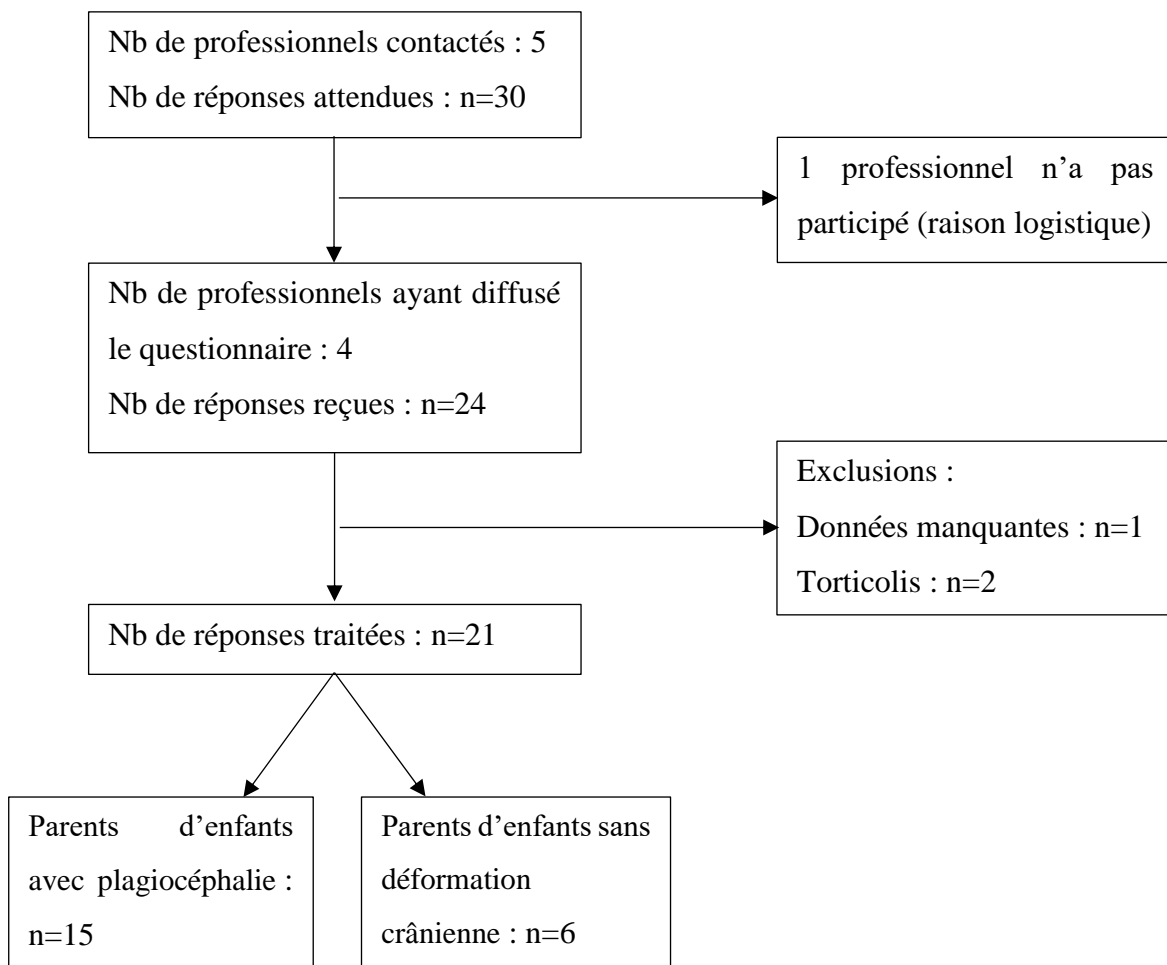 Nb de professionnels contactés : 5
Nb de réponses attendues : n=30
1 professionnel n’a pas
participé (raison logistique)
Nb de professionnels ayant diffusé
le questionnaire : 4
Nb de réponses reçues : n=24
Exclusions :
Données manquantes : n=1
Torticolis : n=2
Nb de réponses traitées : n=21
Parents d’enfants
avec plagiocéphalie :
n=15
Parents d’enfants sans
déformation
crânienne : n=6